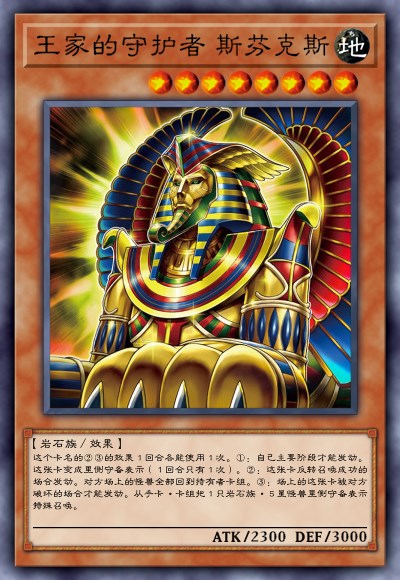 王家的守护者 斯芬克斯
地
【岩石族／效果】
这个卡名的②③的效果1回合各能使用1次。①：自己主要阶段才能发动。
这张卡变成里侧守备表示（1回合只有1次）。②：这张卡反转召唤成功的
场合发动。对方场上的怪兽全部回到持有者卡组。③：场上的这张卡被对方
破坏的场合才能发动。从手卡·卡组把1只岩石族·5星怪兽里侧守备表示
特殊召唤。
ATK/2300 DEF/3000